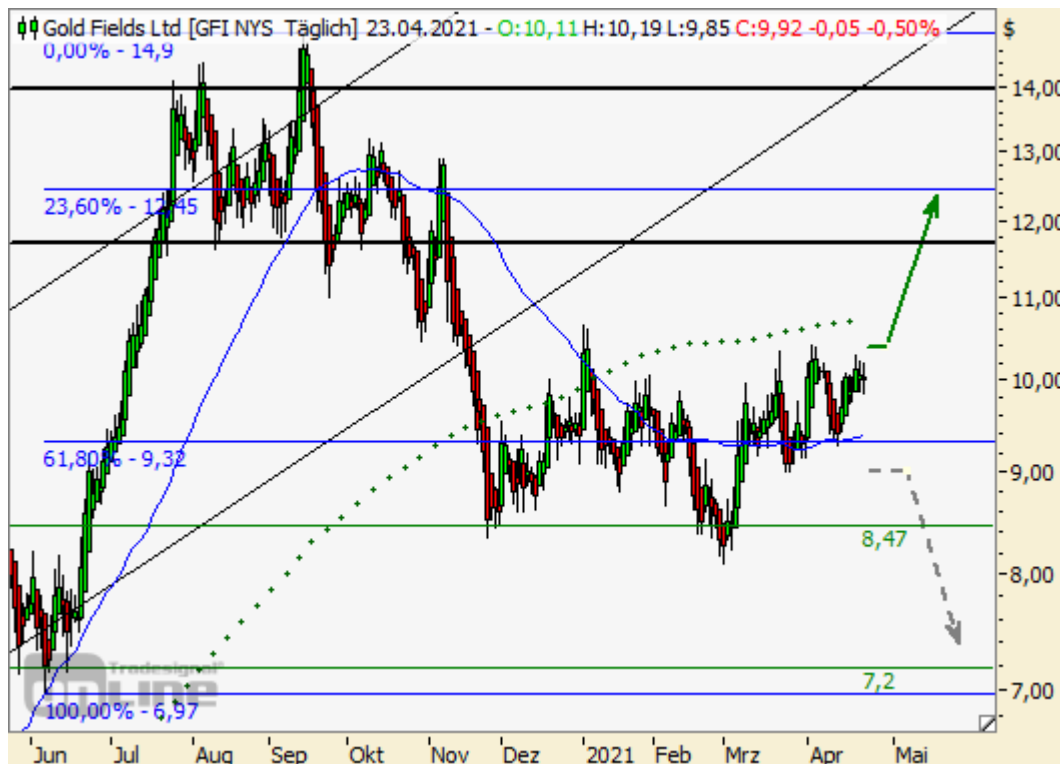 Gold Fields Ltd [GFI NYS Täglich] 23.04.2021 - O:10,11 H:10,19 L:9,85 C:9,92 -0,05 -0,50%
$
0,00% - 14,9
14,00
13,00
23,60% - 12,45
12,00
11,00
10,00
61,80% - 9,32
9,00
8,47
8,00
Tradesignal®
OnLine
7,2
7,00
100,00% - 6,97
Jun Jul Aug Sep Okt Nov Dez 2021 Feb Mrz Apr Mai